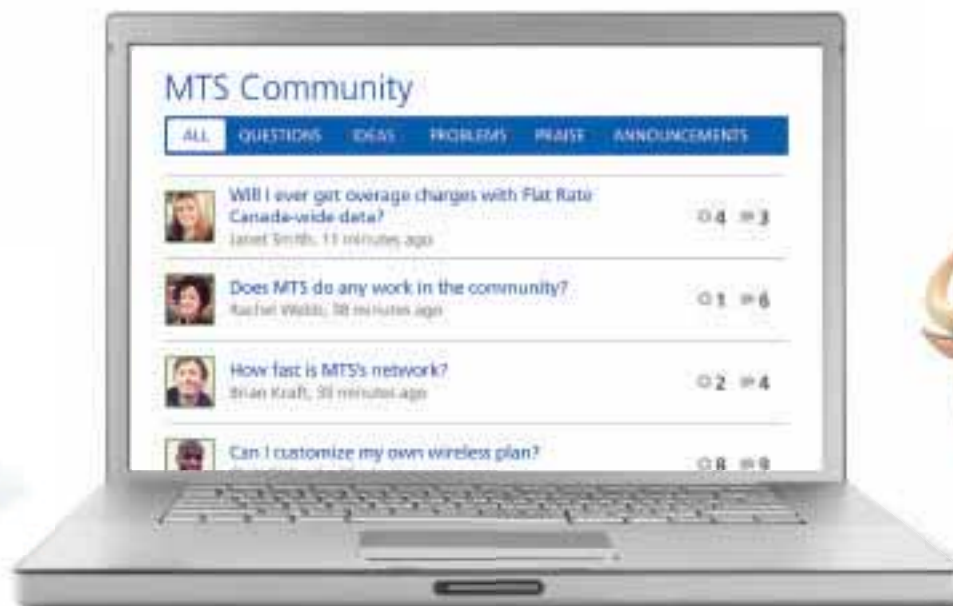 MTS Community
ALL QUESTIONS IDEAS PROBLEMS PRAISE ANNOUNCEMENTS
Will I ever get overage charges with Flat Rate
Canada-wide data?
Janet Smith, 11 minutes ago
4 3
Does MTS do any work in the community?
Rachel Webb, minutes ago
1 6
How fast is MTS's network?
Brian Kraft, minutes ago
2 4
Can I customize my own wireless plan?
8 9